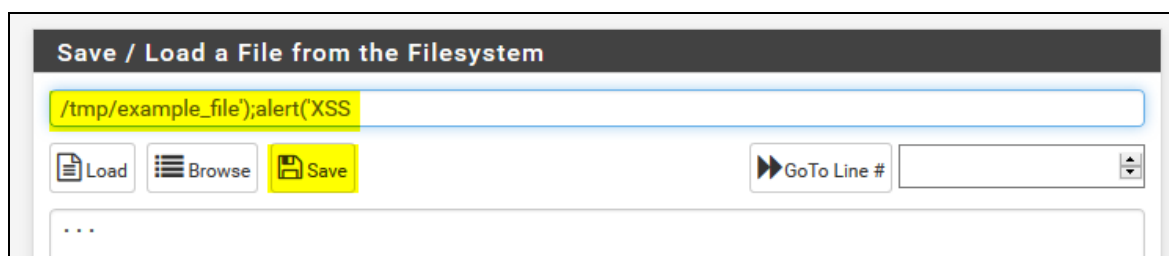 Save / Load a File from the Filesystem
/tmp/example_file');alert('XSS
Load Browse Save GoTo Line #
...